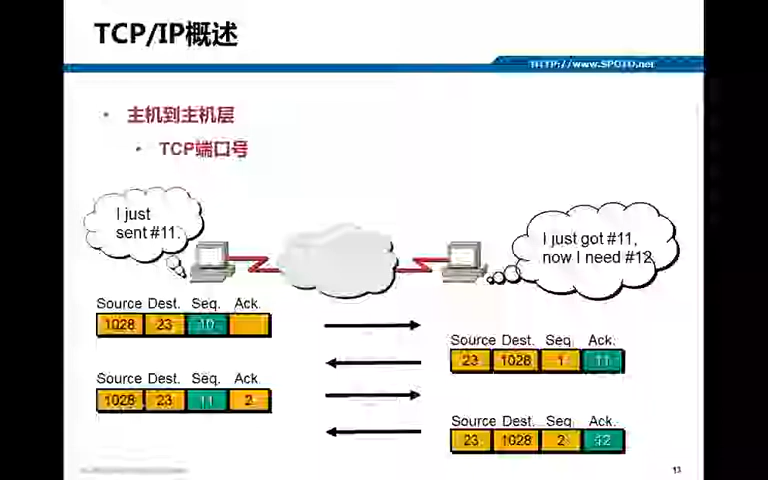 TCP/IP概述
HTTP://www.SPOTO.net
• 主机到主机层
• TCP端口号
I just
sent #11.
I just got #11,
now I need #12
Source Dest. Seq. Ack.
1028 23 10
Source Dest. Seq. Ack.
23 1028 1 11
Source Dest. Seq. Ack.
1028 23 11 2
Source Dest. Seq. Ack.
23 1028 2 12
13